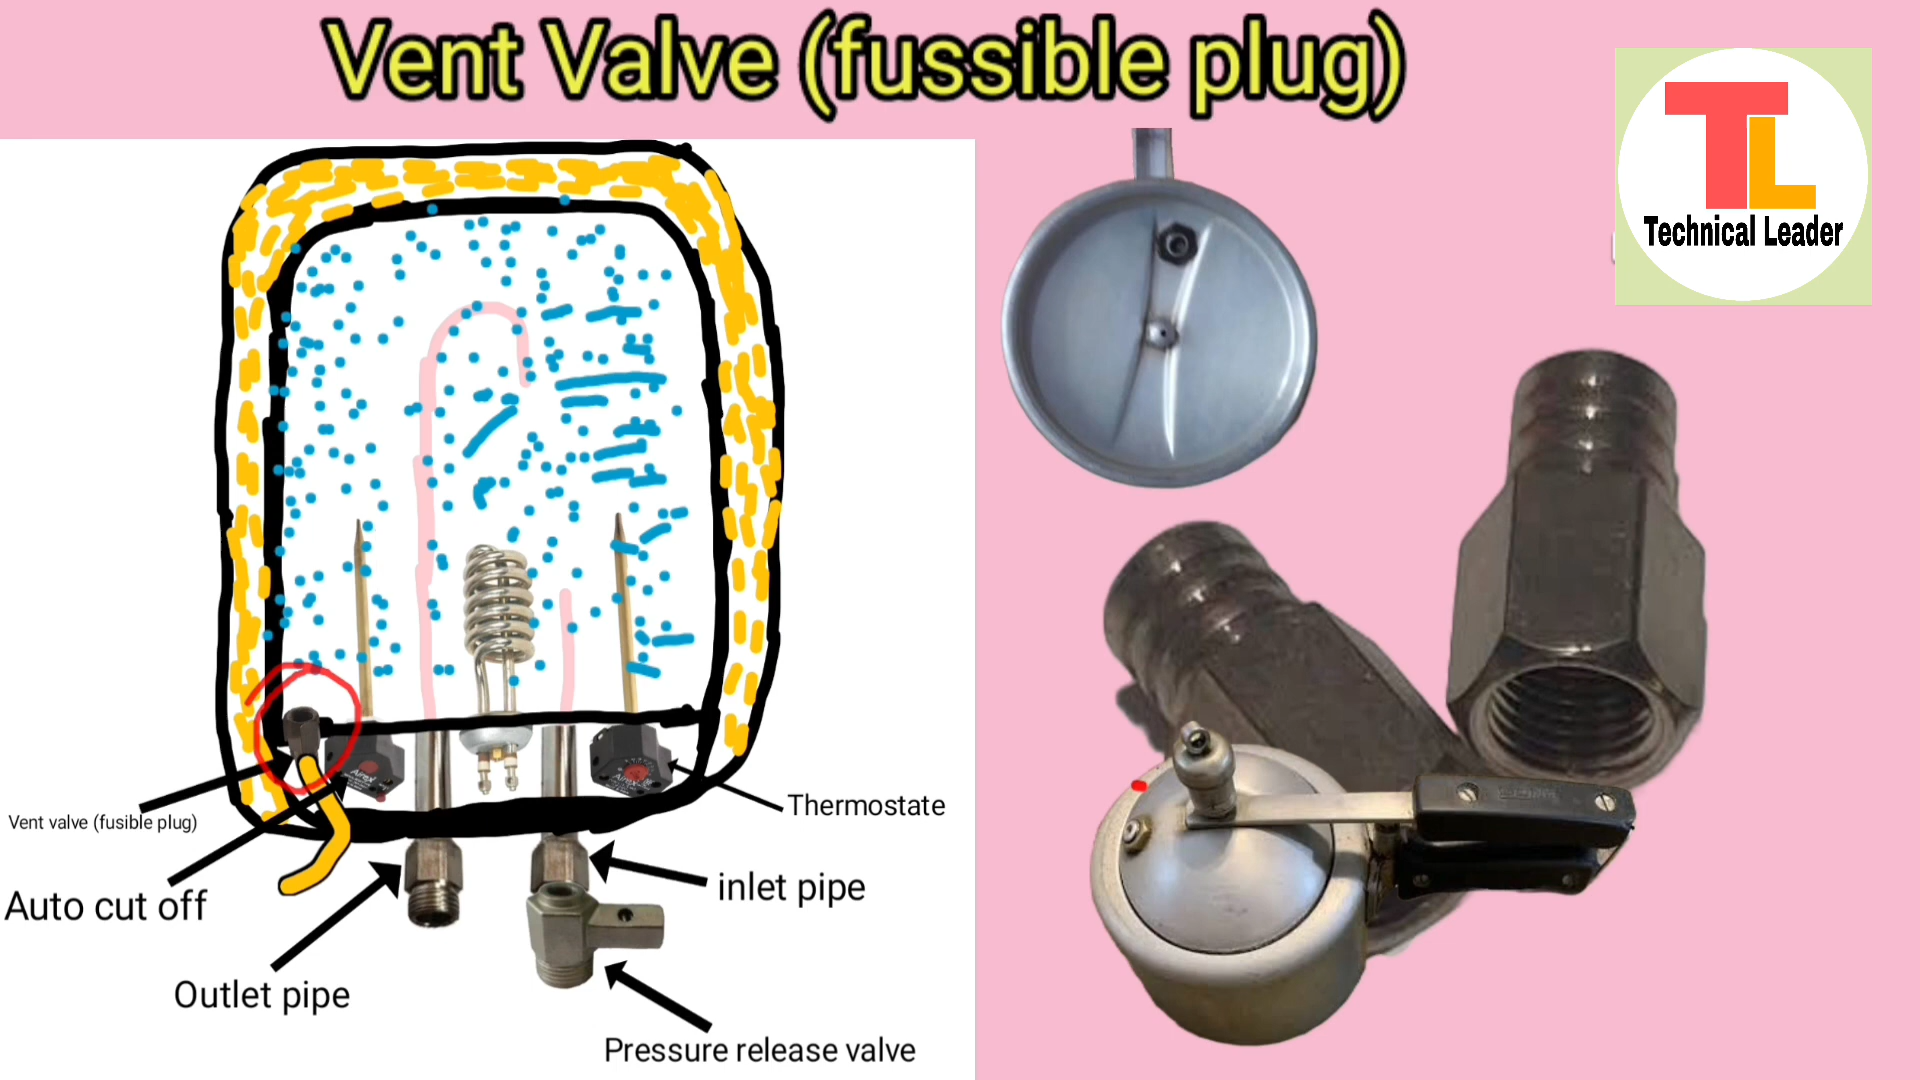 Vent Valve (fussible plug)
TL
Technical Leader
Thermostate
Vent valve (fusible plug)
Auto cut off
inlet pipe
Outlet pipe
Pressure release valve